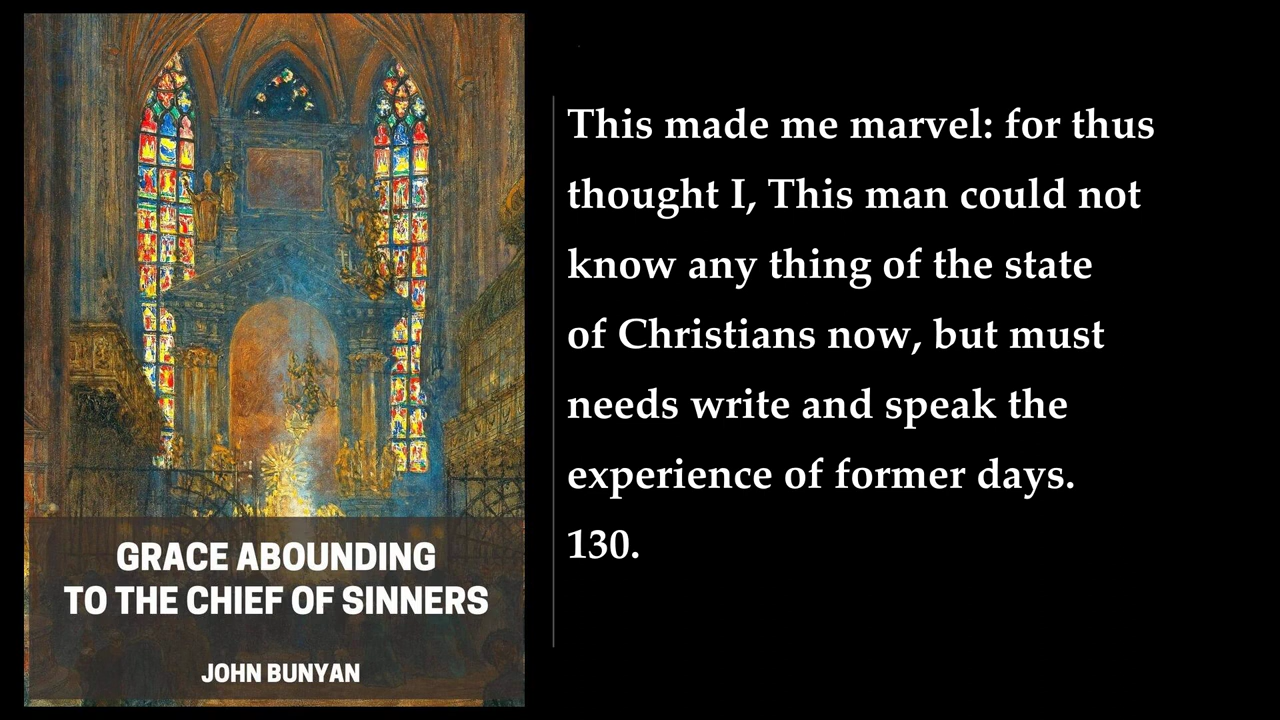 GRACE ABOUNDING
TO THE CHIEF OF SINNERS
JOHN BUNYAN
This made me marvel: for thus
thought I, This man could not
know any thing of the state
of Christians now, but must
needs write and speak the
experience of former days.
130.